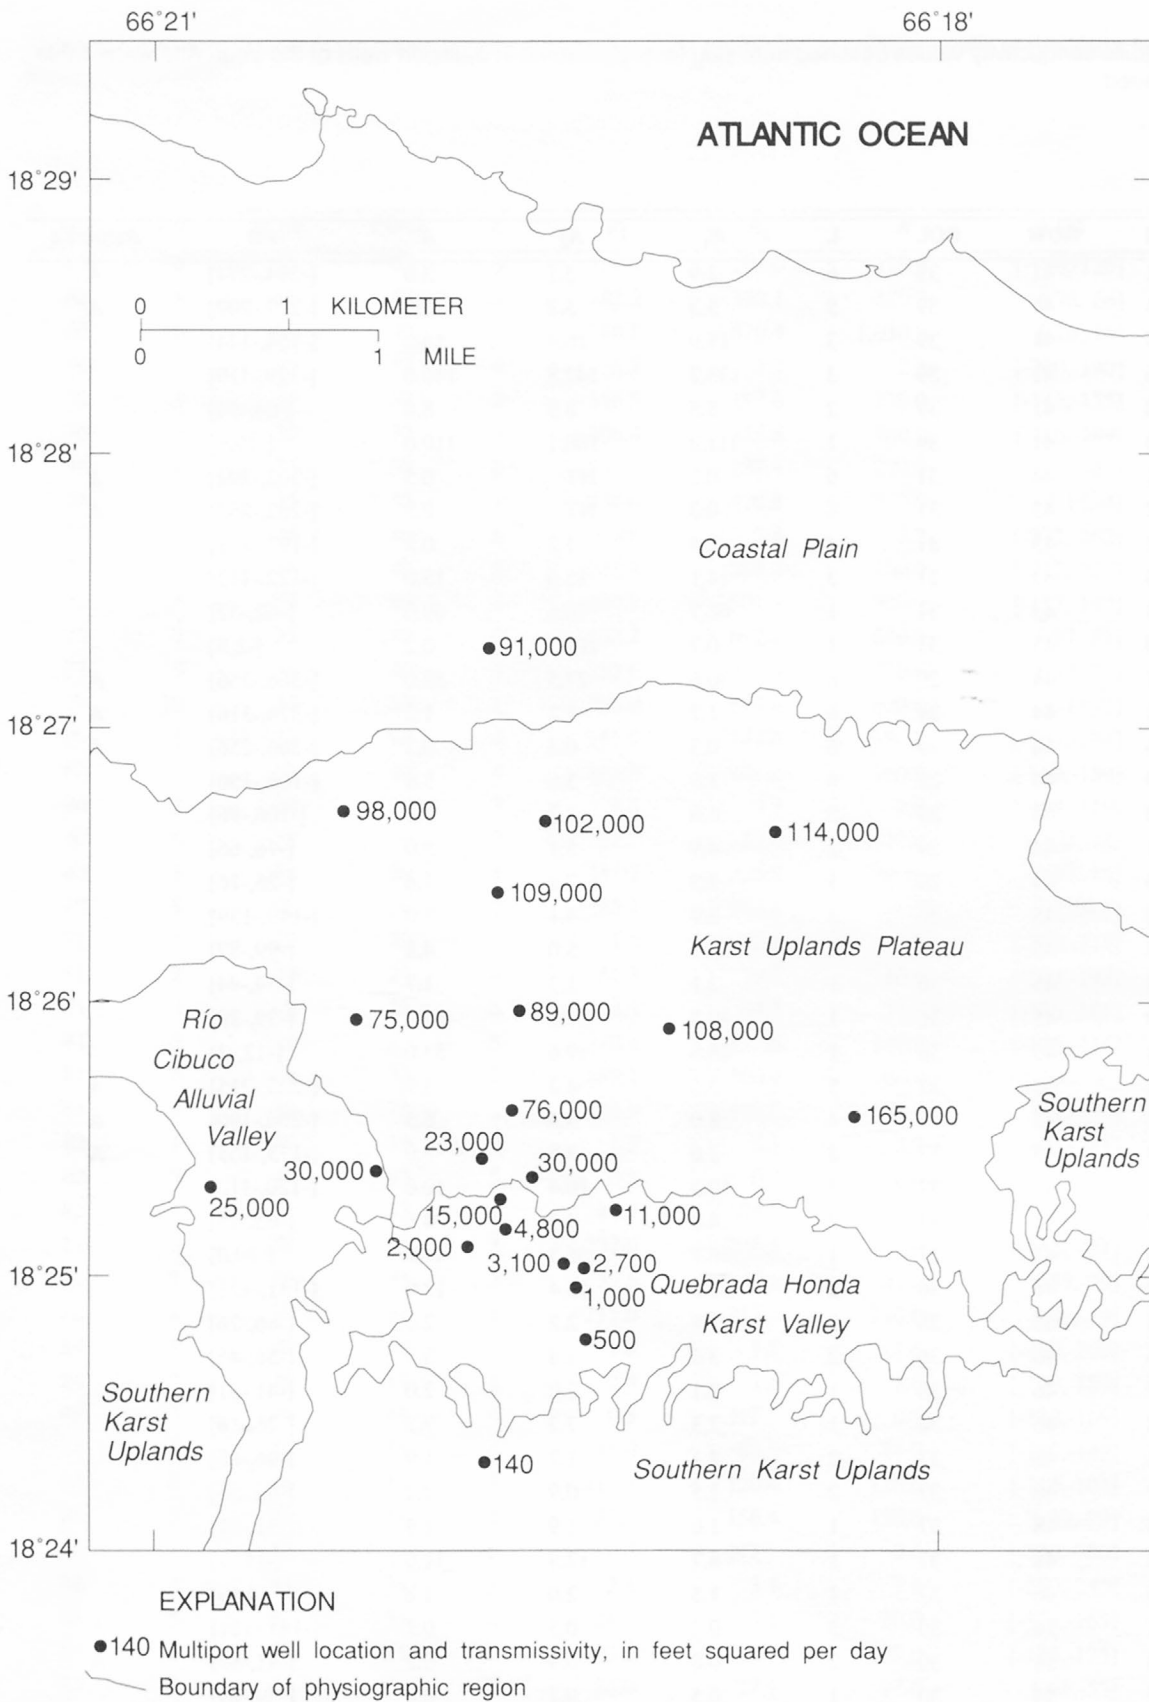 66°21'
66°18'
ATLANTIC OCEAN
18°29'
0 1 KILOMETER
0 1 MILE
18°28'
Coastal Plain
91,000
18°27'
98,000
102,000
114,000
109,000
Karst Uplands Plateau
18°26'
Río
Cibuco
Alluvial
Valley
75,000
89,000
108,000
76,000
165,000
Southern
Karst
Uplands
23,000
30,000
30,000
25,000
15,000
11,000
4,800
2,000
3,100
2,700
18°25'
1,000
Quebrada Honda
Karst Valley
500
Southern
Karst
Uplands
140
Southern Karst Uplands
18°24'
EXPLANATION
140 Multiport well location and transmissivity, in feet squared per day
Boundary of physiographic region